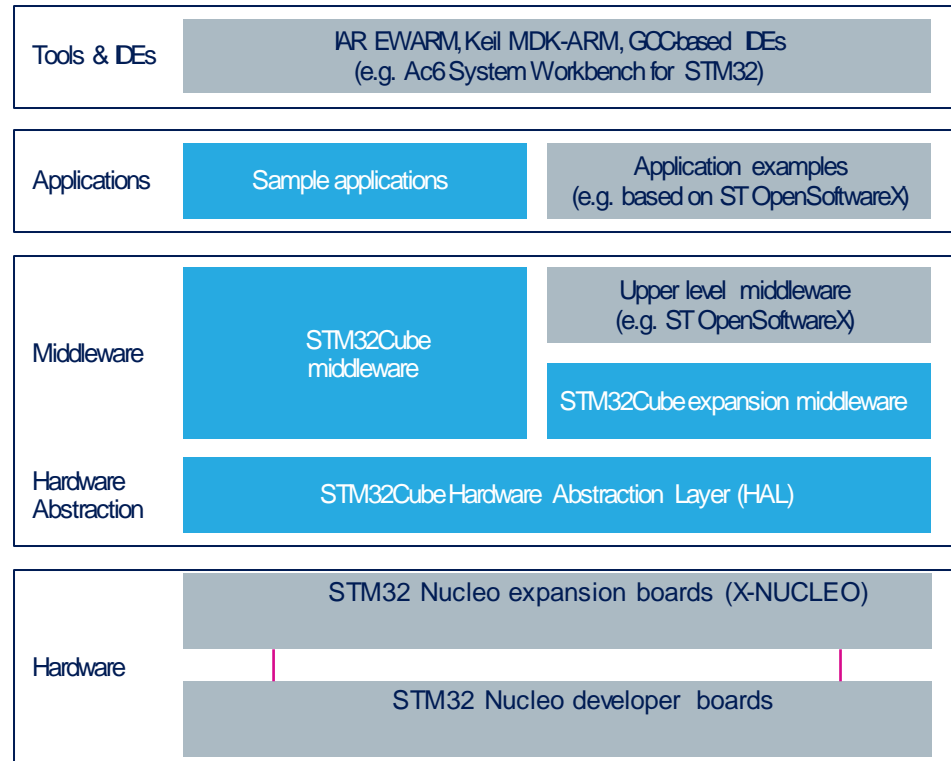 Tools & IDEs
IAR EWARM, Keil MDK-ARM, GCC-based IDEs
(e.g. Ac6 System Workbench for STM32)
Applications
Sample applications
Application examples
(e.g. based on ST OpenSoftwareX)
Middleware
STM32Cube
middleware
Upper level middleware
(e.g. ST OpenSoftwareX)
STM32Cube expansion middleware
Hardware
Abstraction
STM32Cube Hardware Abstraction Layer (HAL)
Hardware
STM32 Nucleo expansion boards (X-NUCLEO)
STM32 Nucleo developer boards